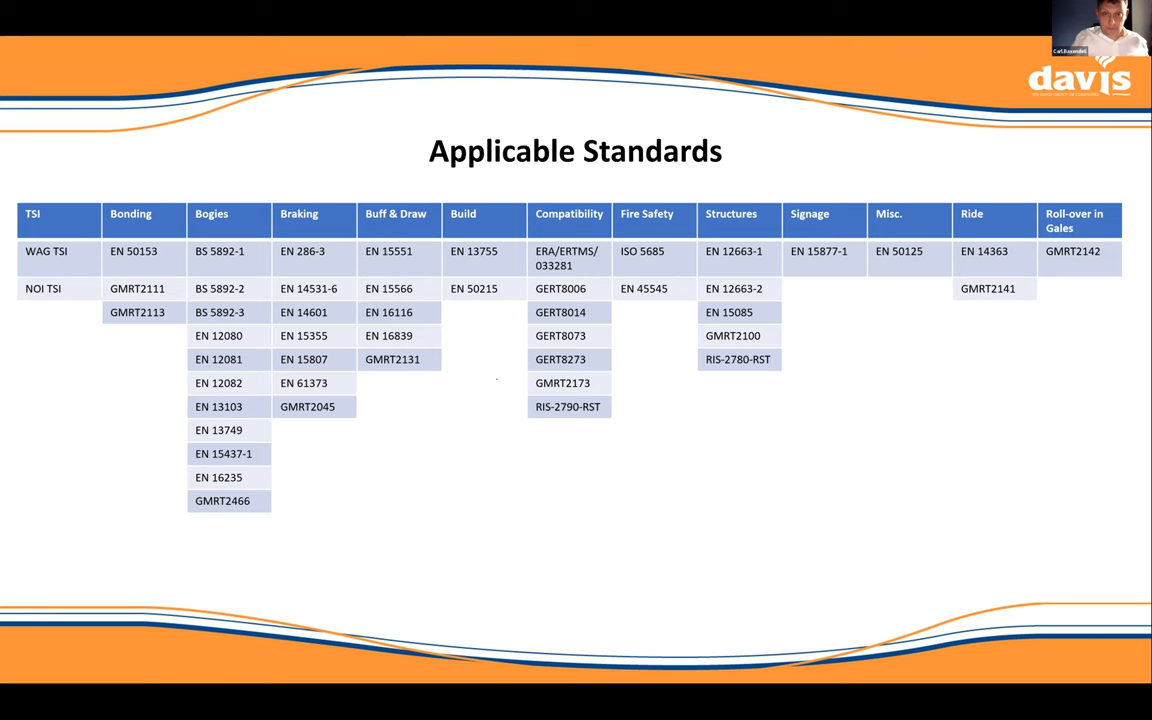 Carl.Baxendell
davis
Applicable Standards
TSI Bonding Bogies Braking Buff & Draw Build Compatibility Fire Safety Structures Signage Misc. Ride Roll-over in
Gales
WAG TSI EN 50153 BS 5892-1 EN 286-3 EN 15551 EN 13755 ERA/ERTMS/ ISO 5685 EN 12663-1 EN 15877-1 EN 50125 EN 14363 GMRT2142
033281
NOI TSI GMRT2111 BS 5892-2 EN 14531-6 EN 15566 EN 50215 GERT8006 EN 45545 EN 12663-2 GMRT2141
GMRT2113 BS 5892-3 EN 14601 EN 16116 GERT8014 EN 15085
EN 12080 EN 15355 EN 16839 GERT8073 GMRT2100
EN 12081 EN 15807 GMRT2131 GERT8273 RIS-2780-RST
EN 12082 EN 61373 GMRT2173
EN 13103 GMRT2045 RIS-2790-RST
EN 13749
EN 15437-1
EN 16235
GMRT2466